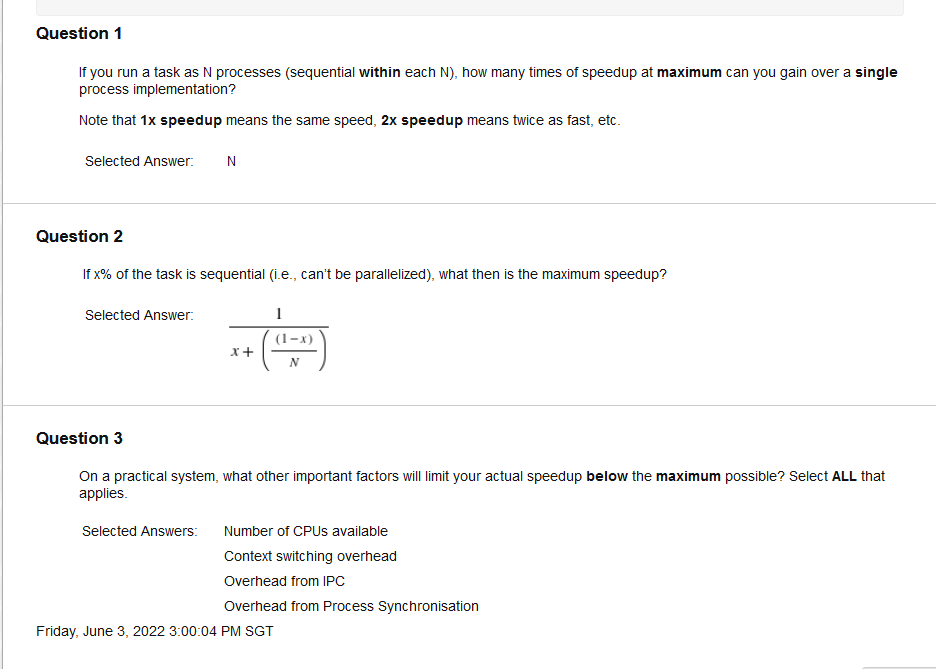 Question 1
If you run a task as N processes (sequential within each N), how many times of speedup at maximum can you gain over a single
process implementation?
Note that 1x speedup means the same speed, 2x speedup means twice as fast, etc.
Selected Answer: N
Question 2
If x% of the task is sequential (i.e., can't be parallelized), what then is the maximum speedup?
Selected Answer: 1
x+ ( (1−x)
N )
Question 3
On a practical system, what other important factors will limit your actual speedup below the maximum possible? Select ALL that
applies.
Selected Answers: Number of CPUs available
Context switching overhead
Overhead from IPC
Overhead from Process Synchronisation
Friday, June 3, 2022 3:00:04 PM SGT